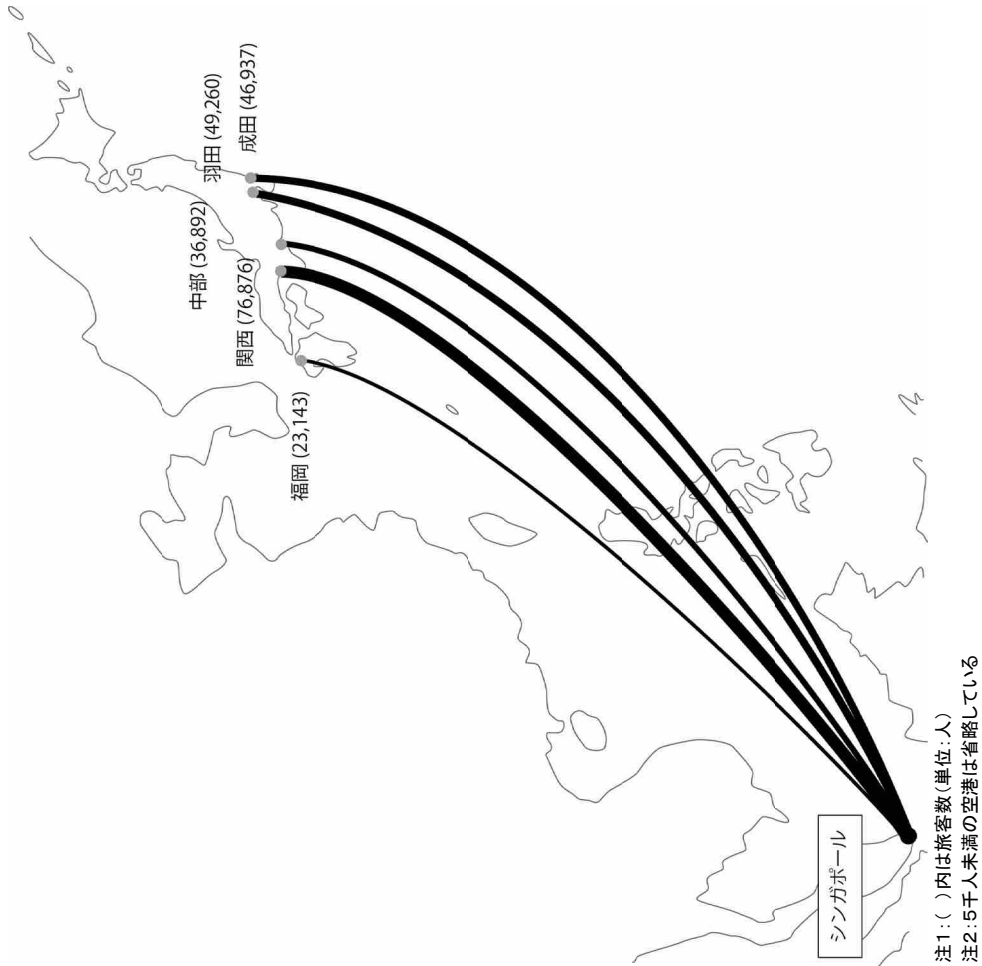 羽田 (49,260)
成田 (46,937)
中部 (36,892)
関西 (76,876)
福岡 (23,143)
シンガポール
注1:( )内は旅客数(単位:人)
注2:5千人未満の空港は省略している